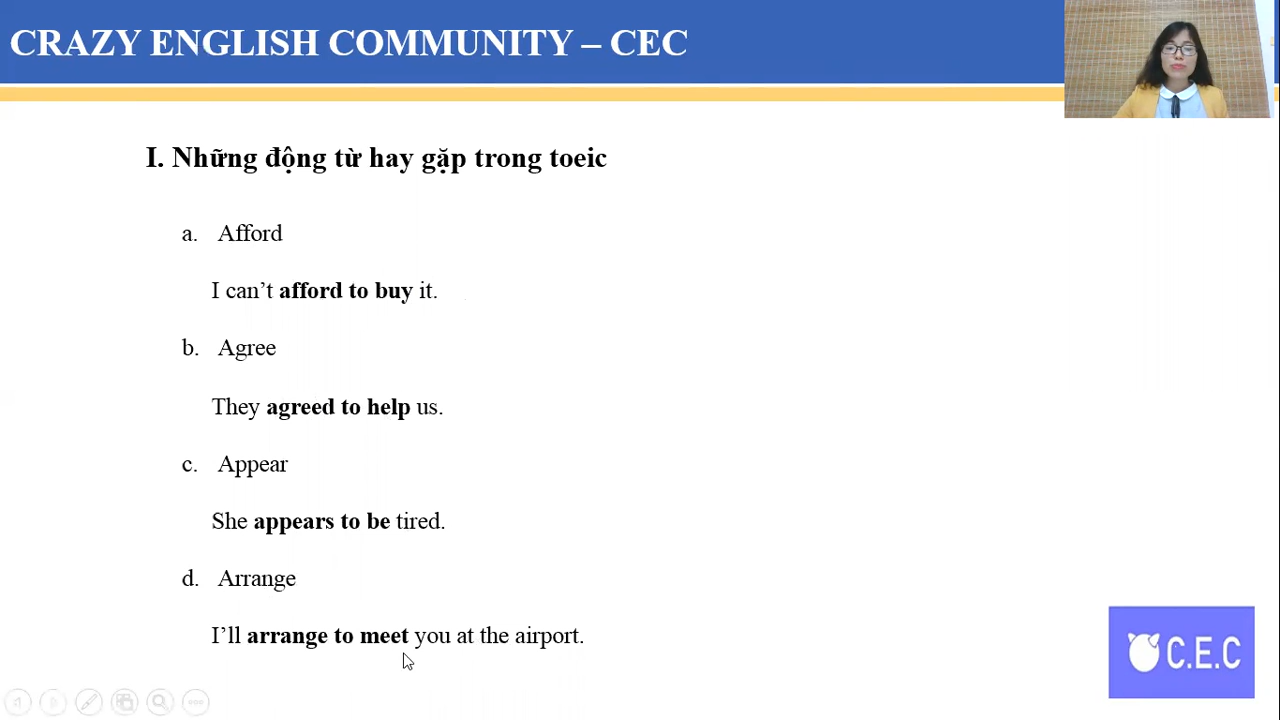 CRAZY ENGLISH COMMUNITY – CEC
I. Những động từ hay gặp trong toeic
a. Afford
I can’t afford to buy it.
b. Agree
They agreed to help us.
c. Appear
She appears to be tired.
d. Arrange
I’ll arrange to meet you at the airport.
C.E.C